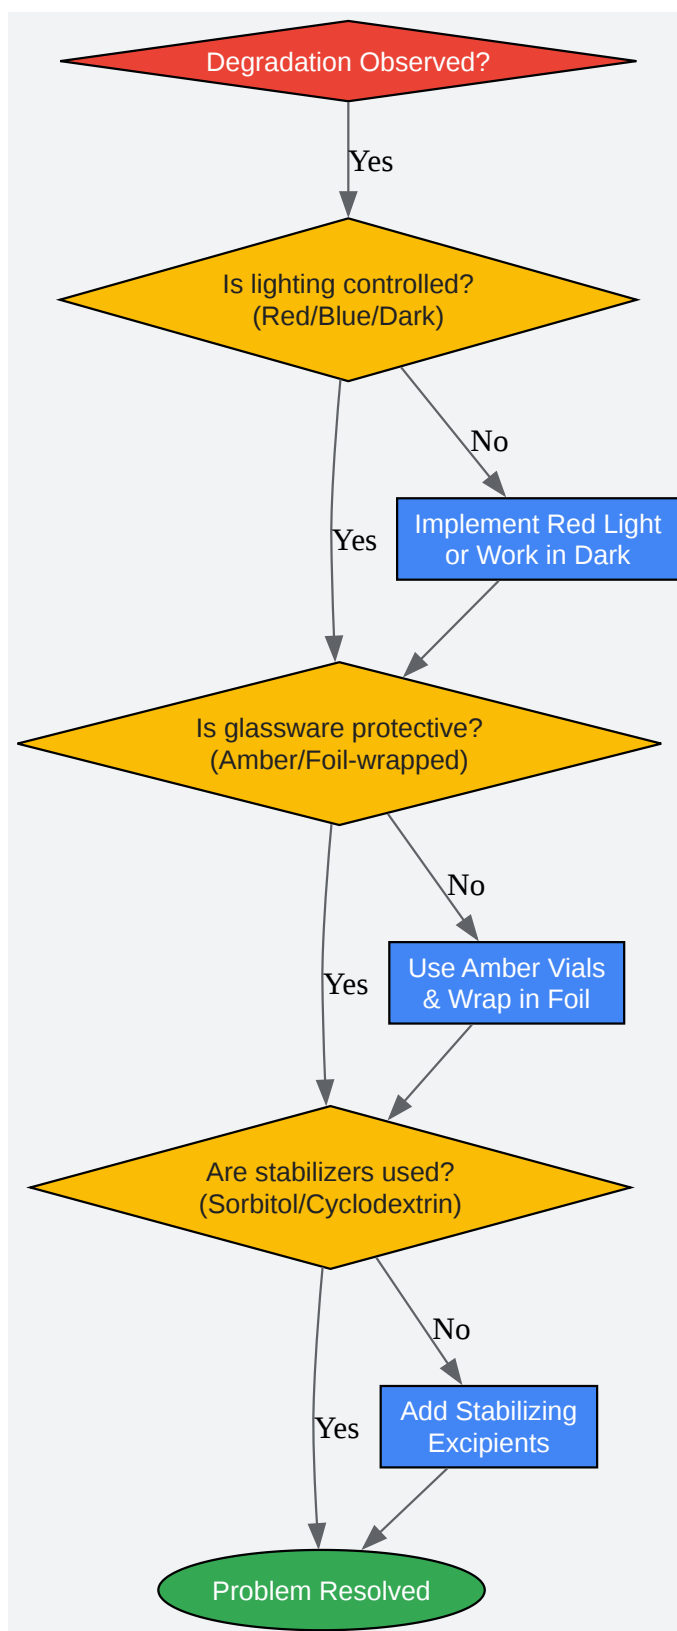 Degradation Observed?
Yes
Is lighting controlled?
(Red/Blue/Dark)
No
Implement Red Light
or Work in Dark
Yes
Is glassware protective?
(Amber/Foil-wrapped)
No
Use Amber Vials
& Wrap in Foil
Yes
Are stabilizers used?
(Sorbitol/Cyclodextrin)
No
Add Stabilizing
Excipients
Yes
Problem Resolved